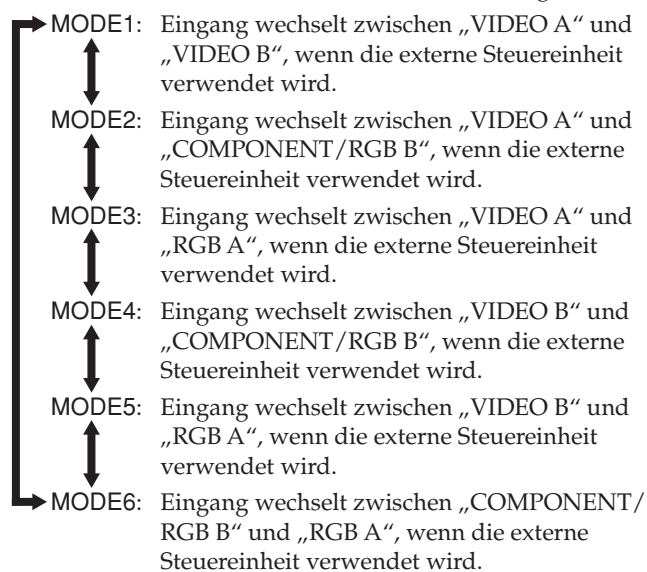 MODE1: Eingang wechselt zwischen „VIDEO A“ und
„VIDEO B“, wenn die externe Steuereinheit
verwendet wird.
MODE2: Eingang wechselt zwischen „VIDEO A“ und
„COMPONENT/RGB B“, wenn die externe
Steuereinheit verwendet wird.
MODE3: Eingang wechselt zwischen „VIDEO A“ und
„RGB A“, wenn die externe Steuereinheit
verwendet wird.
MODE4: Eingang wechselt zwischen „VIDEO B“ und
„COMPONENT/RGB B“, wenn die externe
Steuereinheit verwendet wird.
MODE5: Eingang wechselt zwischen „VIDEO B“ und
„RGB A“, wenn die externe Steuereinheit
verwendet wird.
MODE6: Eingang wechselt zwischen „COMPONENT/
RGB B“ und „RGB A“, wenn die externe
Steuereinheit verwendet wird.